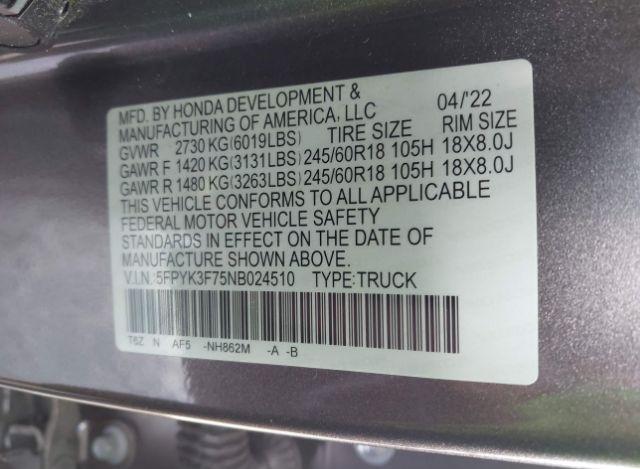 MFD. BY HONDA DEVELOPMENT &
MANUFACTURING OF AMERICA, LLC 04/'22
GVWR 2730 KG(6019LBS) TIRE SIZE RIM SIZE
GAWR F 1420 KG(3131LBS) 245/60R18 105H 18X8.0J
GAWR R 1480 KG(3263LBS) 245/60R18 105H 18X8.0J
THIS VEHICLE CONFORMS TO ALL APPLICABLE
FEDERAL MOTOR VEHICLE SAFETY
STANDARDS IN EFFECT ON THE DATE OF
MANUFACTURE SHOWN ABOVE.
V.I.N.:5FPYK3F75NB024510 TYPE:TRUCK
T6Z N AF5 -NH862M -A -B